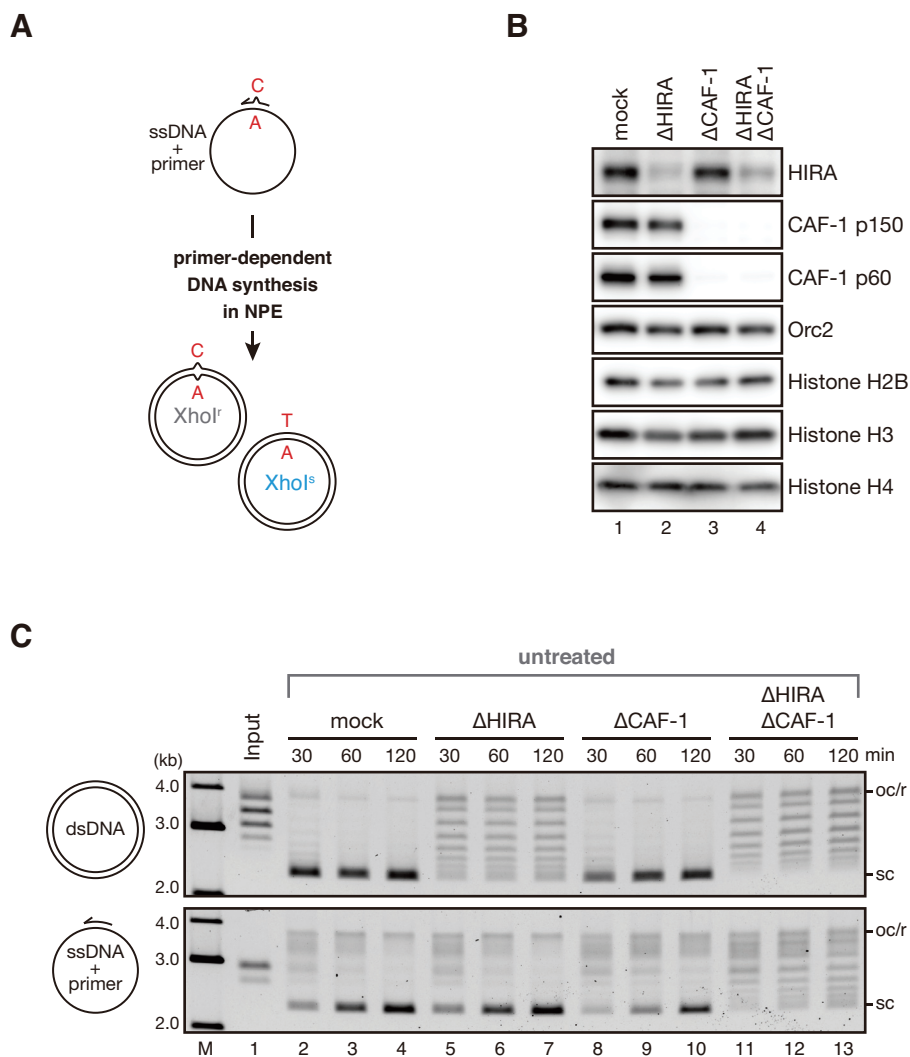 A
C
A
ssDNA
+
primer
primer-dependent
DNA synthesis
in NPE
C
A
XhoIʳ
T
A
XhoIˢ
B
mock
ΔHIRA
ΔCAF-1
ΔHIRA
ΔCAF-1
HIRA
CAF-1 p150
CAF-1 p60
Orc2
Histone H2B
Histone H3
Histone H4
1 2 3 4
C
untreated
Input
mock ΔHIRA ΔCAF-1 ΔHIRA
ΔCAF-1
(kb) 30 60 120 30 60 120 30 60 120 30 60 120 min
dsDNA
4.0
3.0
2.0
oc/r
sc
ssDNA
+
primer
4.0
3.0
2.0
oc/r
sc
M 1 2 3 4 5 6 7 8 9 10 11 12 13